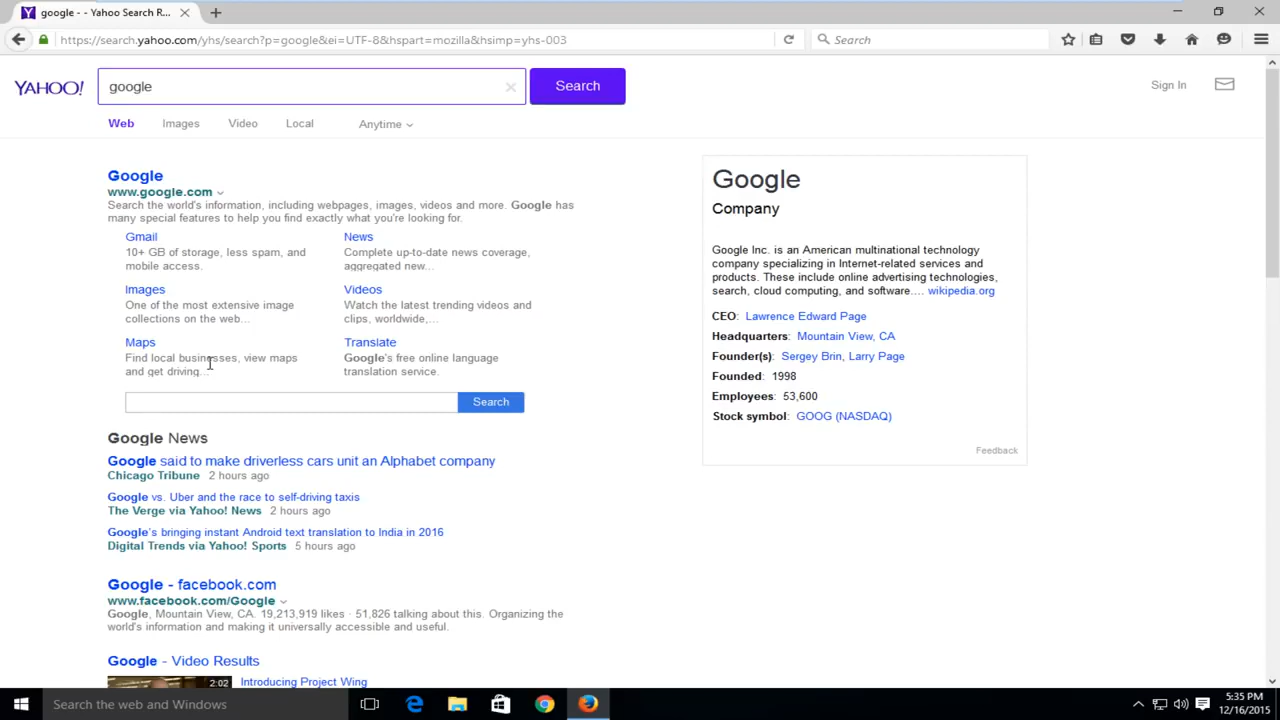 google - - Yahoo Search R...
https://search.yahoo.com/yhs/search?p=google&ei=UTF-8&hspart=mozilla&hsimp=yhs-003
Search
YAHOO!
google
Search
Sign In
Web Images Video Local Anytime
Google
www.google.com
Search the world's information, including webpages, images, videos and more. Google has
many special features to help you find exactly what you're looking for.
Gmail
10+ GB of storage, less spam, and
mobile access.
News
Complete up-to-date news coverage,
aggregated new...
Images
One of the most extensive image
collections on the web...
Videos
Watch the latest trending videos and
clips, worldwide,...
Maps
Find local businesses, view maps
and get driving...
Translate
Google's free online language
translation service.
Search
Google News
Google said to make driverless cars unit an Alphabet company
Chicago Tribune 2 hours ago
Google vs. Uber and the race to self-driving taxis
The Verge via Yahoo! News 2 hours ago
Google's bringing instant Android text translation to India in 2016
Digital Trends via Yahoo! Sports 5 hours ago
Google - facebook.com
www.facebook.com/Google
Google, Mountain View, CA. 19,213,919 likes · 51,826 talking about this. Organizing the
world's information and making it universally accessible and useful.
Google - Video Results
2:02
Introducing Project Wing
Google
Company
Google Inc. is an American multinational technology
company specializing in Internet-related services and
products. These include online advertising technologies,
search, cloud computing, and software.... wikipedia.org
CEO: Lawrence Edward Page
Headquarters: Mountain View, CA
Founder(s): Sergey Brin, Larry Page
Founded: 1998
Employees: 53,600
Stock symbol: GOOG (NASDAQ)
Feedback
Search the web and Windows
5:35 PM
12/16/2015